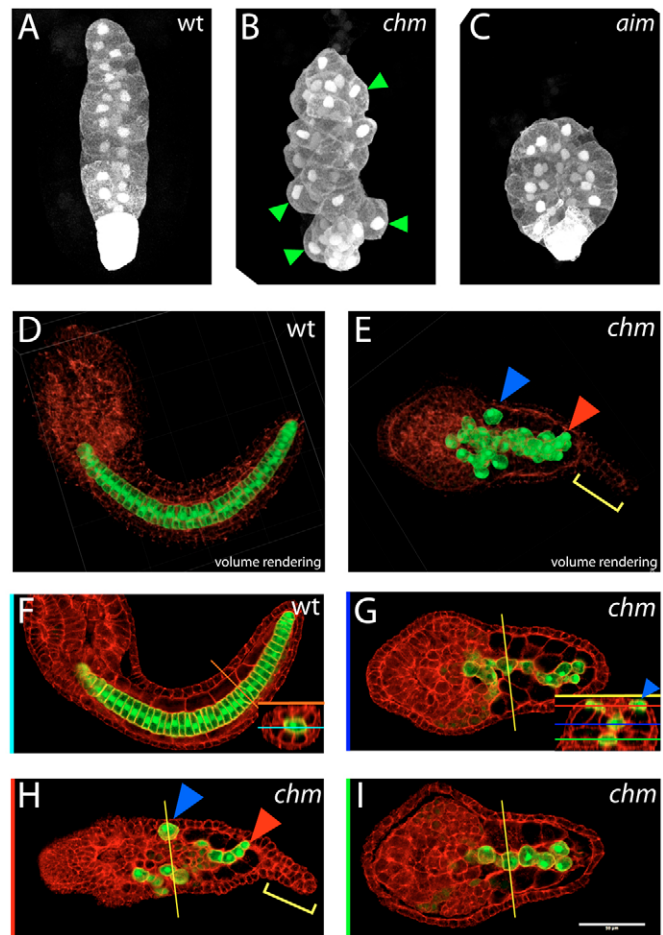 A wt
B chm
C aim
D wt
volume rendering
E chm
volume rendering
F wt
G chm
H chm
I chm